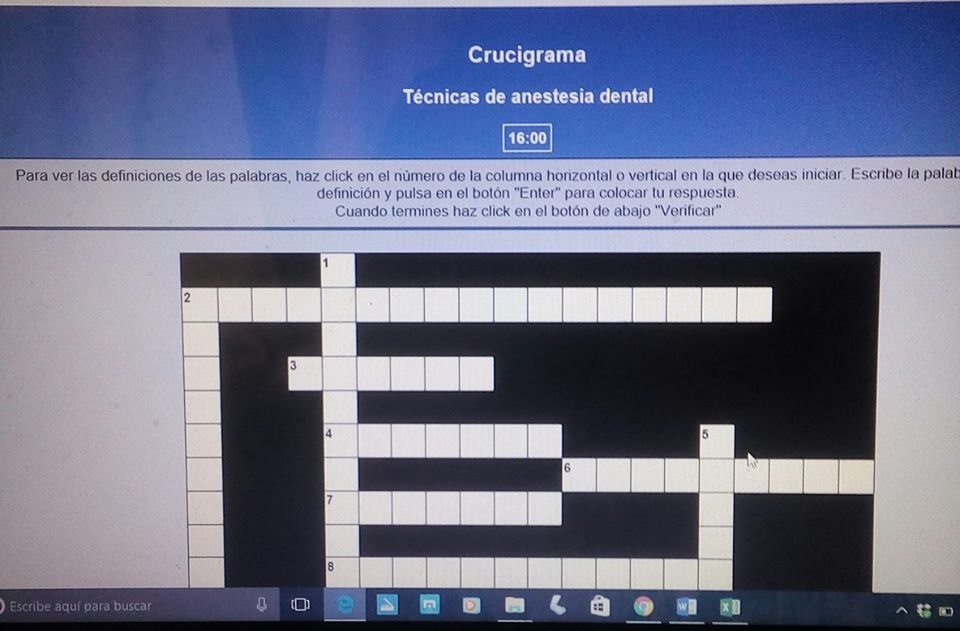 Crucigrama
Técnicas de anestesia dental
16:00
Para ver las definiciones de las palabras, haz click en el número de la columna horizontal o vertical en la que deseas iniciar. Escribe la palab
definición y pulsa en el botón "Enter" para colocar tu respuesta.
Cuando termines haz click en el botón de abajo "Verificar"
1
2
3
4
5
6
7
8
Escribe aquí para buscar